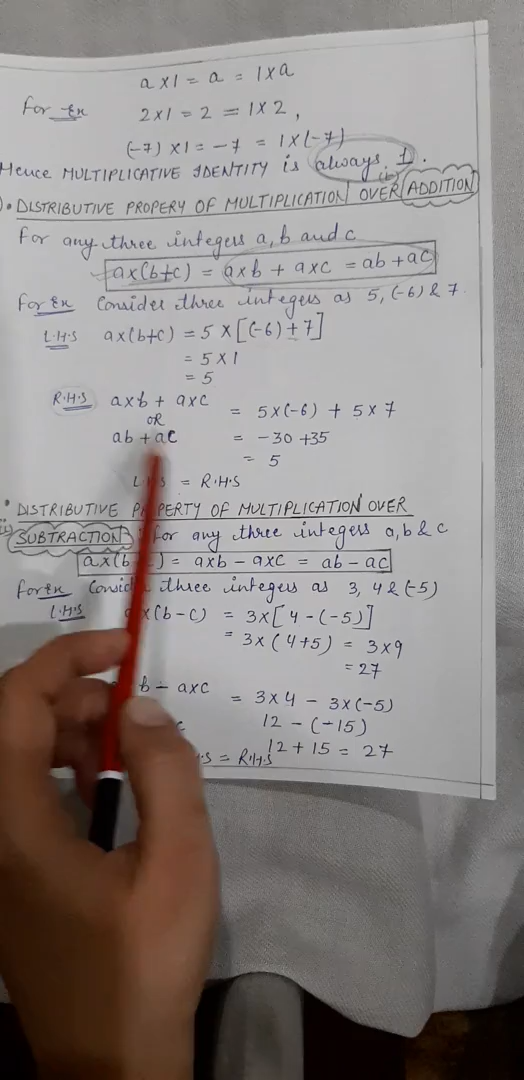 a×1 = a = 1×a
For Ex 2×1 = 2 = 1×2,
(-7)×1 = -7 = 1×(-7)
Hence MULTIPLICATIVE IDENTITY is always 1.
• DISTRIBUTIVE PROPERY OF MULTIPLICATION OVER (i) ADDITION
For any three integers a, b and c
a×(b+c) = a×b + a×c = ab + ac
For Ex Consider three integers as 5, (-6) & 7.
L.H.S a×(b+c) = 5×[(-6)+7]
= 5×1
= 5
R.H.S a×b + a×c = 5×(-6) + 5×7
OR
ab + ac = -30 +35
= 5
= R.H.S
• DISTRIBUTIVE PROPERTY OF MULTIPLICATION OVER
(ii) SUBTRACTION for any three integers a, b & c
a×(b ) = a×b - a×c = ab - ac
For Ex three integers as 3, 4 & (-5)
L.H.S ×(b-c) = 3×[4-(-5)]
= 3×(4+5) = 3×9
= 27
b - a×c = 3×4 - 3×(-5)
c 12 - (-15)
.S = R.H.S 12+15 = 27